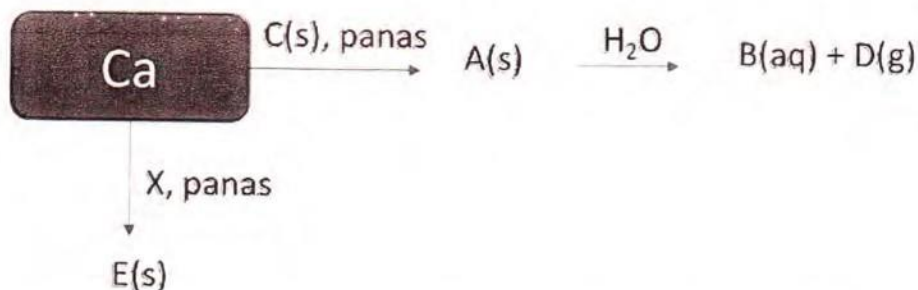 C(s), panas
Ca
A(s)
H₂O
B(aq) + D(g)
X, panas
E(s)